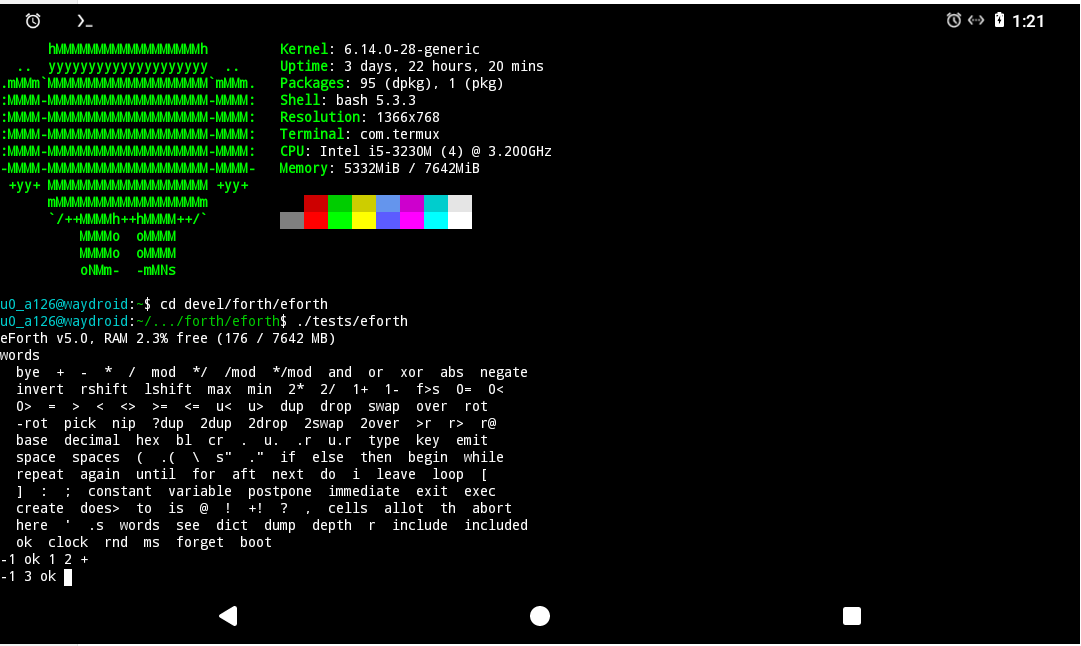 1:21
hMMMMMMMMMMMMMMMMMMh Kernel: 6.14.0-28-generic
.. yyyyyyyyyyyyyyyyyyyy .. Uptime: 3 days, 22 hours, 20 mins
.mMMm`MMMMMMMMMMMMMMMMMMMM`mMMm. Packages: 95 (dpkg), 1 (pkg)
:MMMM-MMMMMMMMMMMMMMMMMMMM-MMMM: Shell: bash 5.3.3
:MMMM-MMMMMMMMMMMMMMMMMMMM-MMMM: Resolution: 1366x768
:MMMM-MMMMMMMMMMMMMMMMMMMM-MMMM: Terminal: com.termux
:MMMM-MMMMMMMMMMMMMMMMMMMM-MMMM: CPU: Intel i5-3230M (4) @ 3.200GHz
-MMMM-MMMMMMMMMMMMMMMMMMMM-MMMM- Memory: 5332MiB / 7642MiB
+yy+ MMMMMMMMMMMMMMMMMMMM +yy+
mMMMMMMMMMMMMMMMMMMm
`/++MMMMh++hMMMM++/`
MMMMo oMMMM
MMMMo oMMMM
oNMm- -mMNs
u0_a126@waydroid:~$ cd devel/forth/eforth
u0_a126@waydroid:~/.../forth/eforth$ ./tests/eforth
eForth v5.0, RAM 2.3% free (176 / 7642 MB)
words
bye + - * / mod */ /mod */mod and or xor abs negate
invert rshift lshift max min 2* 2/ 1+ 1- f>s 0= 0<
0> = > < <> >= <= u< u> dup drop swap over rot
-rot pick nip ?dup 2dup 2drop 2swap 2over >r r> r@
base decimal hex bl cr . u. .r u.r type key emit
space spaces ( .( \ s" ." if else then begin while
repeat again until for aft next do i leave loop [
] : ; constant variable postpone immediate exit exec
create does> to is @ ! +! ? , cells allot th abort
here ' .s words see dict dump depth r include included
ok clock rnd ms forget boot
-1 ok 1 2 +
-1 3 ok